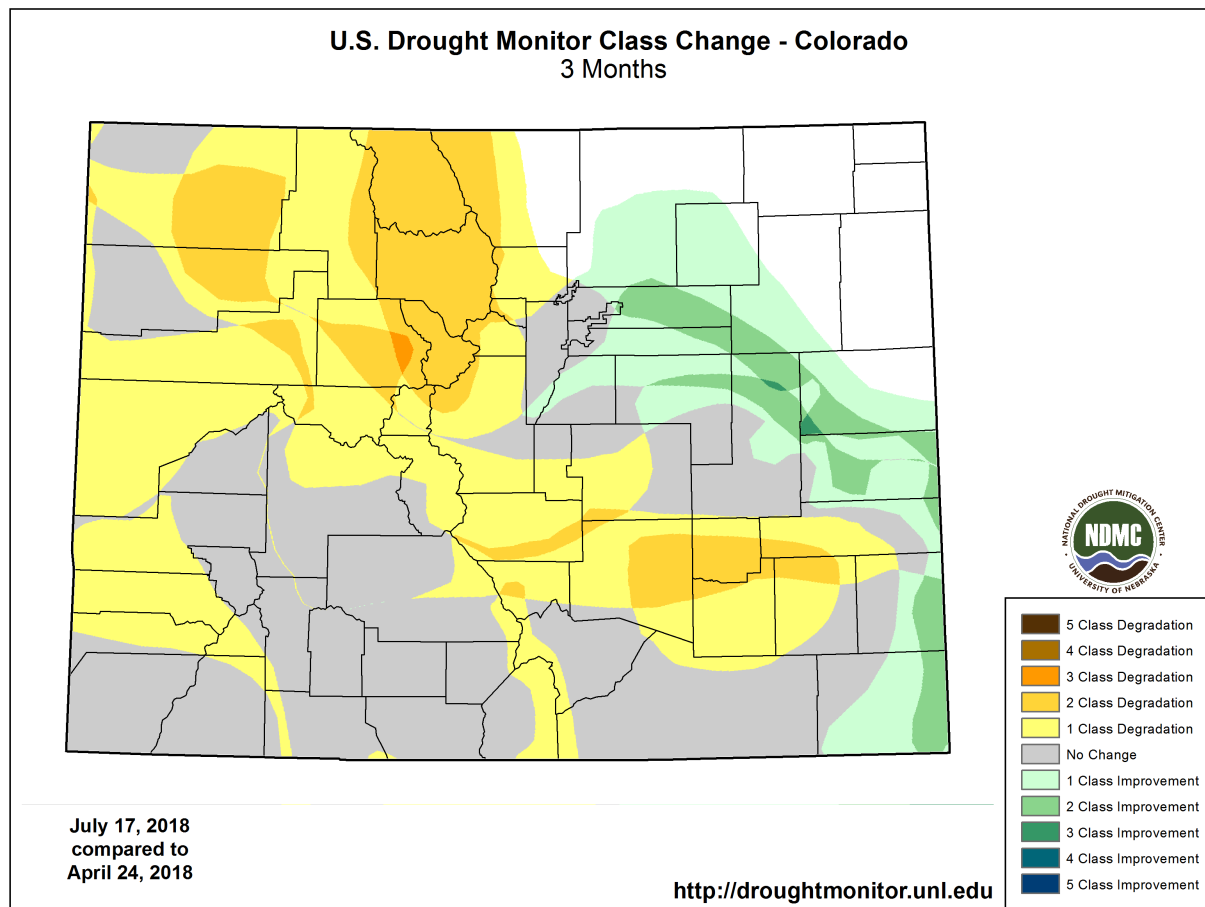 U.S. Drought Monitor Class Change - Colorado
3 Months
NATIONAL DROUGHT MITIGATION CENTER
NDMC
UNIVERSITY OF NEBRASKA
5 Class Degradation
4 Class Degradation
3 Class Degradation
2 Class Degradation
1 Class Degradation
No Change
1 Class Improvement
2 Class Improvement
3 Class Improvement
4 Class Improvement
5 Class Improvement
July 17, 2018
compared to
April 24, 2018
http://droughtmonitor.unl.edu